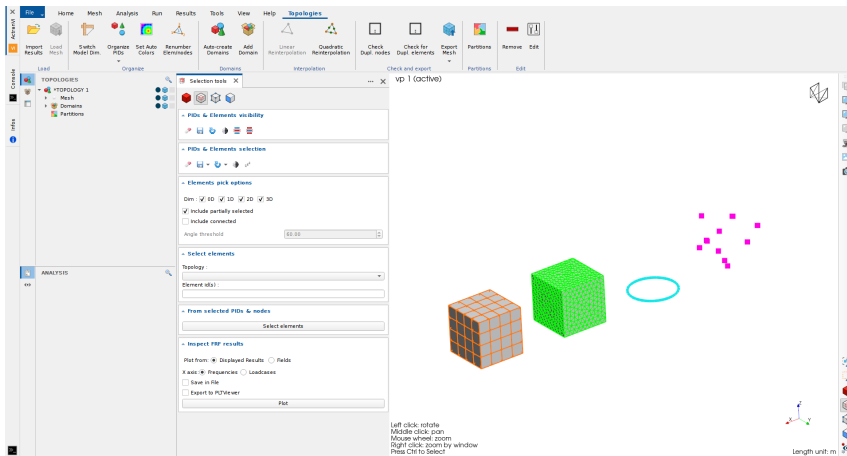 File Home Mesh Analysis Run Results Tools View Help Topologies
Import Results
Load Mesh
Switch Model Dim.
Organize PIDs
Set Auto Colors
Renumber Elem/nodes
Auto-create Domains
Add Domain
Linear Reinterpolation
Quadratic Reinterpolation
Check Dupl. nodes
Check for Dupl. elements
Export Mesh
Partitions
Remove Edit
Load Organize Domains Interpolation Check and export Partitions Edit
ActranVI
Console
Infos
TOPOLOGIES
*TOPOLOGY 1
Mesh
Domains
Partitions
ANALYSIS
Selection tools X
PIDs & Elements visibility
PIDs & Elements selection
Elements pick options
Dim : 0D 1D 2D 3D
Include partially selected
Include connected
Angle threshold 60.00
Select elements
Topology :
Element id(s) :
From selected PIDs & nodes
Select elements
Inspect FRF results
Plot from: Displayed Results Fields
X axis : Frequencies Loadcases
Save in File
Export to PLTViewer
Plot
vp 1 (active)
Left click: rotate
Middle click: pan
Mouse wheel: zoom
Right click: zoom by window
Press Ctrl to Select
Z
X Y
Length unit: m